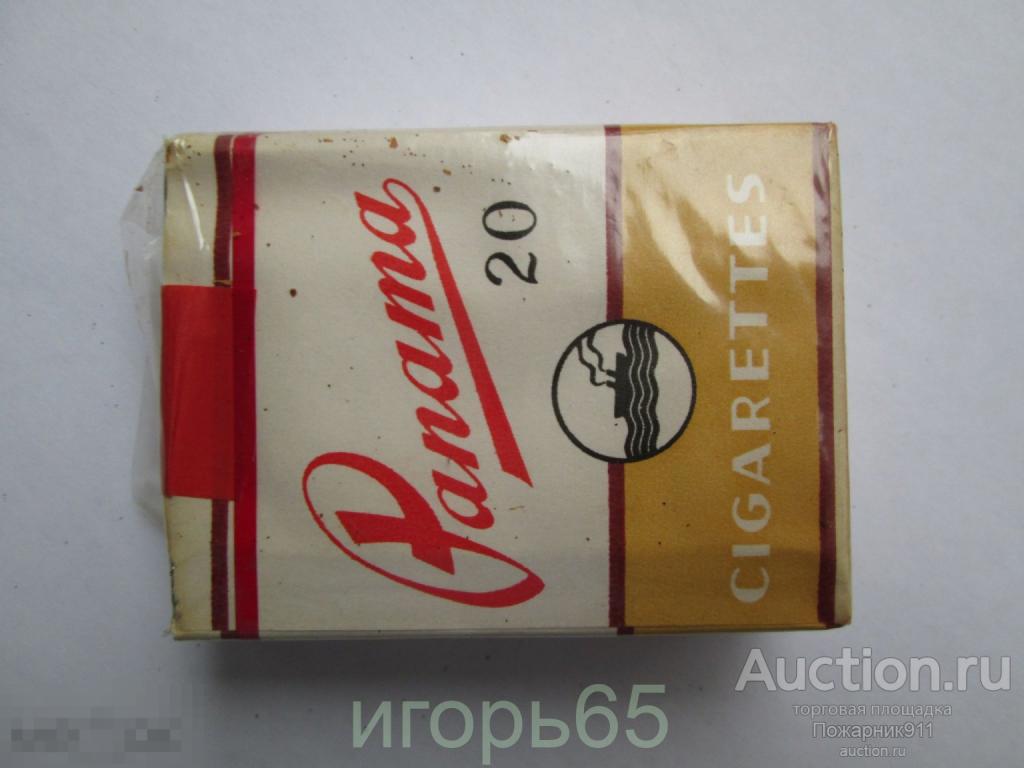 Panama
20
CIGARETTES
игорь65
Auction.ru
торговая площадка
Пожарник911
auction.ru